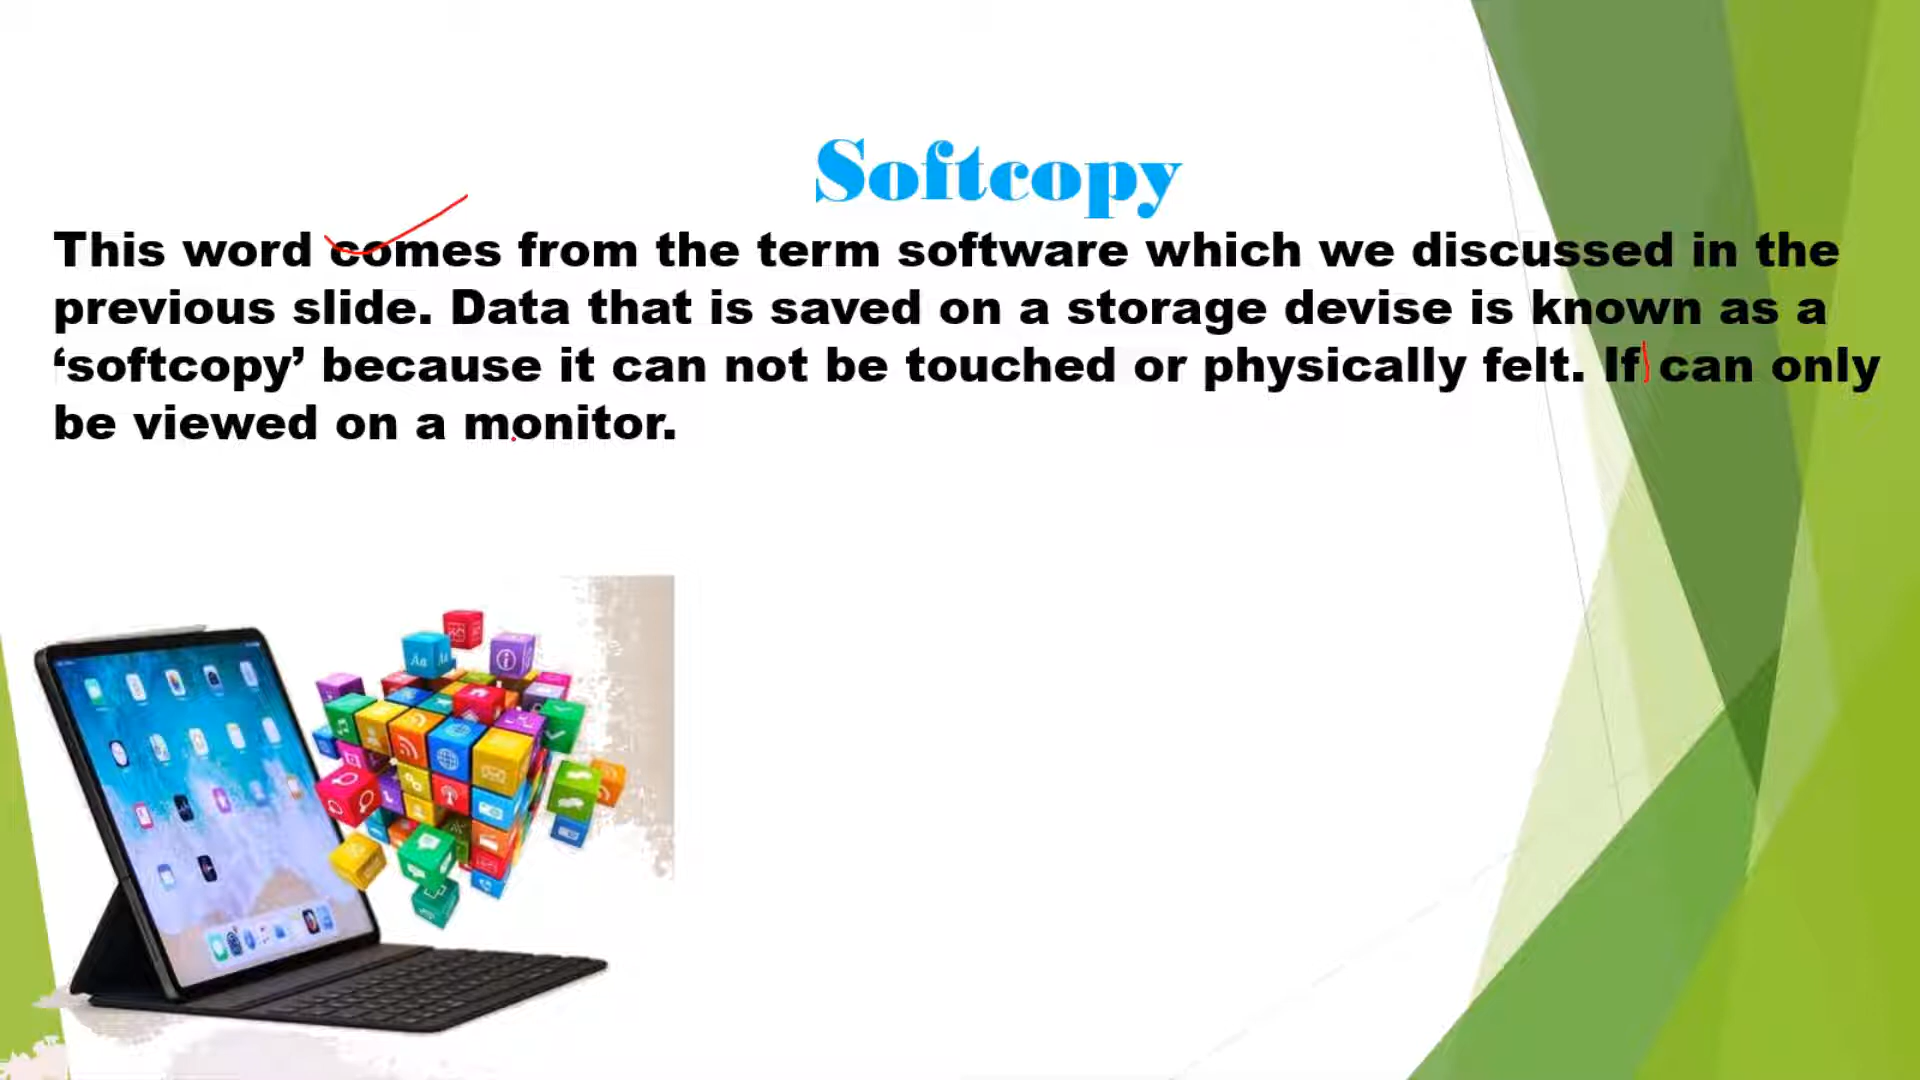 Softcopy
This word comes from the term software which we discussed in the
previous slide. Data that is saved on a storage devise is known as a
‘softcopy’ because it can not be touched or physically felt. If can only
be viewed on a monitor.